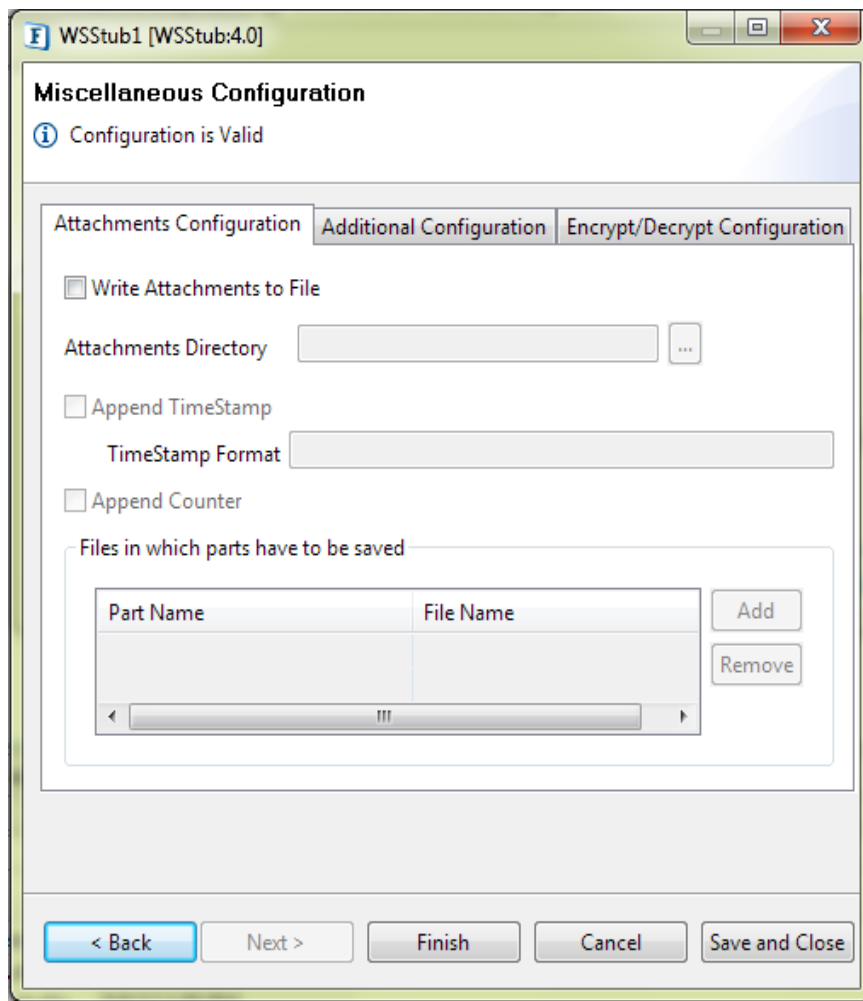 WSStub1 [WSStub:4.0]
Miscellaneous Configuration
Configuration is Valid
Attachments Configuration Additional Configuration Encrypt/Decrypt Configuration
Write Attachments to File
Attachments Directory ...
Append TimeStamp
TimeStamp Format
Append Counter
Files in which parts have to be saved
Part Name File Name Add
Remove
< Back Next > Finish Cancel Save and Close